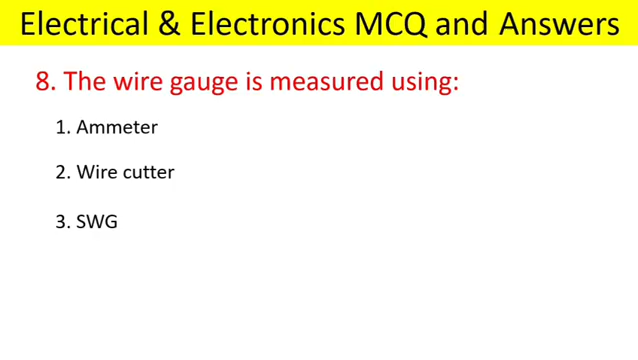 Electrical & Electronics MCQ and Answers
8. The wire gauge is measured using:
1. Ammeter
2. Wire cutter
3. SWG